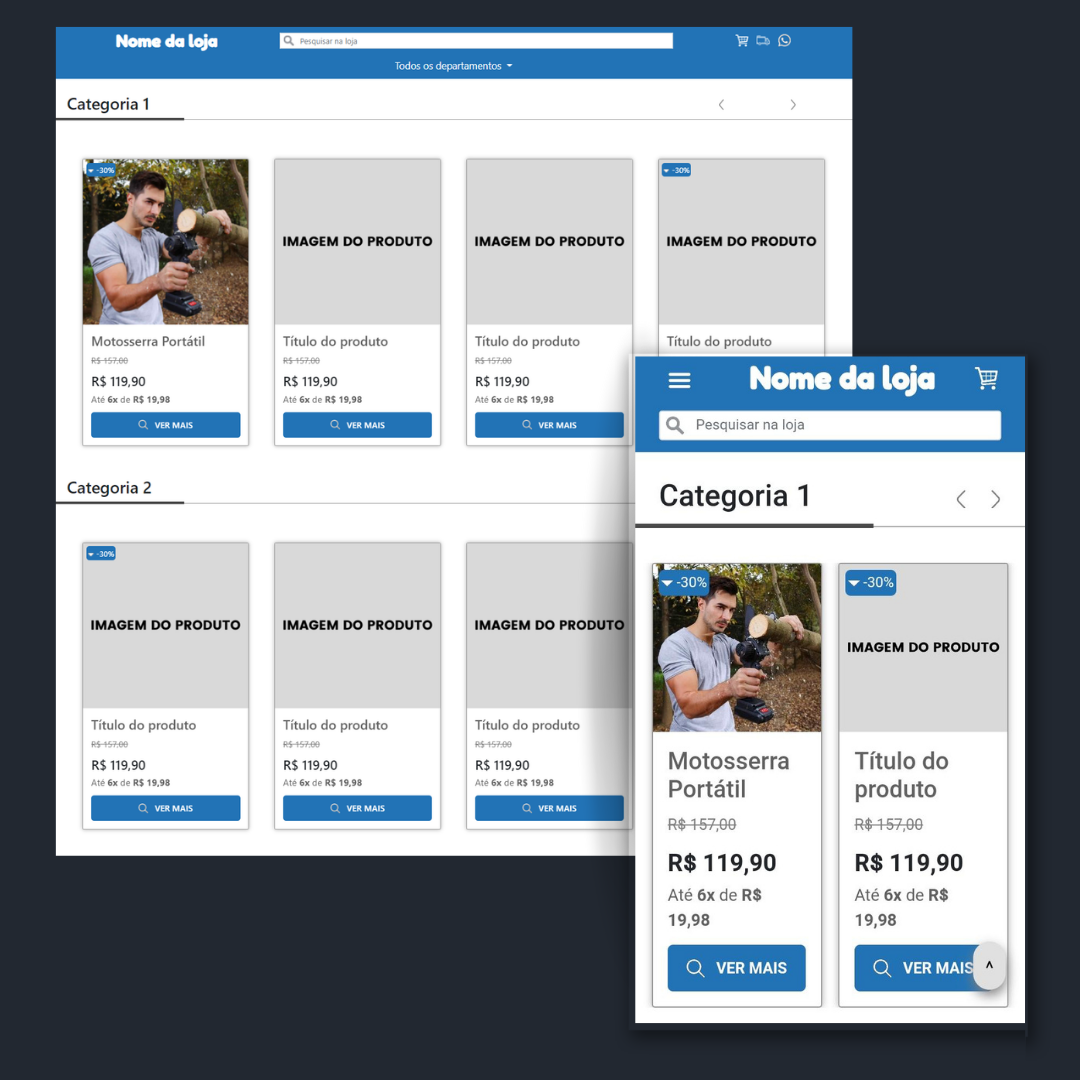 Nome da loja
Pesquisar na loja
Todos os departamentos
Categoria 1
-30%
IMAGEM DO PRODUTO
IMAGEM DO PRODUTO
-30%
IMAGEM DO PRODUTO
Motosserra Portátil
R$ 157,00
R$ 119,90
Até 6x de R$ 19,98
VER MAIS
Título do produto
R$ 157,00
R$ 119,90
Até 6x de R$ 19,98
VER MAIS
Título do produto
R$ 157,00
R$ 119,90
Até 6x de R$ 19,98
VER MAIS
Título do produto
Categoria 2
-30%
IMAGEM DO PRODUTO
IMAGEM DO PRODUTO
IMAGEM DO PRODUTO
Título do produto
R$ 157,00
R$ 119,90
Até 6x de R$ 19,98
VER MAIS
Título do produto
R$ 157,00
R$ 119,90
Até 6x de R$ 19,98
VER MAIS
Título do produto
R$ 157,00
R$ 119,90
Até 6x de R$ 19,98
VER MAIS
Nome da loja
Pesquisar na loja
Categoria 1
-30%
Motosserra
Portátil
R$ 157,00
R$ 119,90
Até 6x de R$
19,98
VER MAIS
-30%
IMAGEM DO PRODUTO
Título do
produto
R$ 157,00
R$ 119,90
Até 6x de R$
19,98
VER MAIS
^